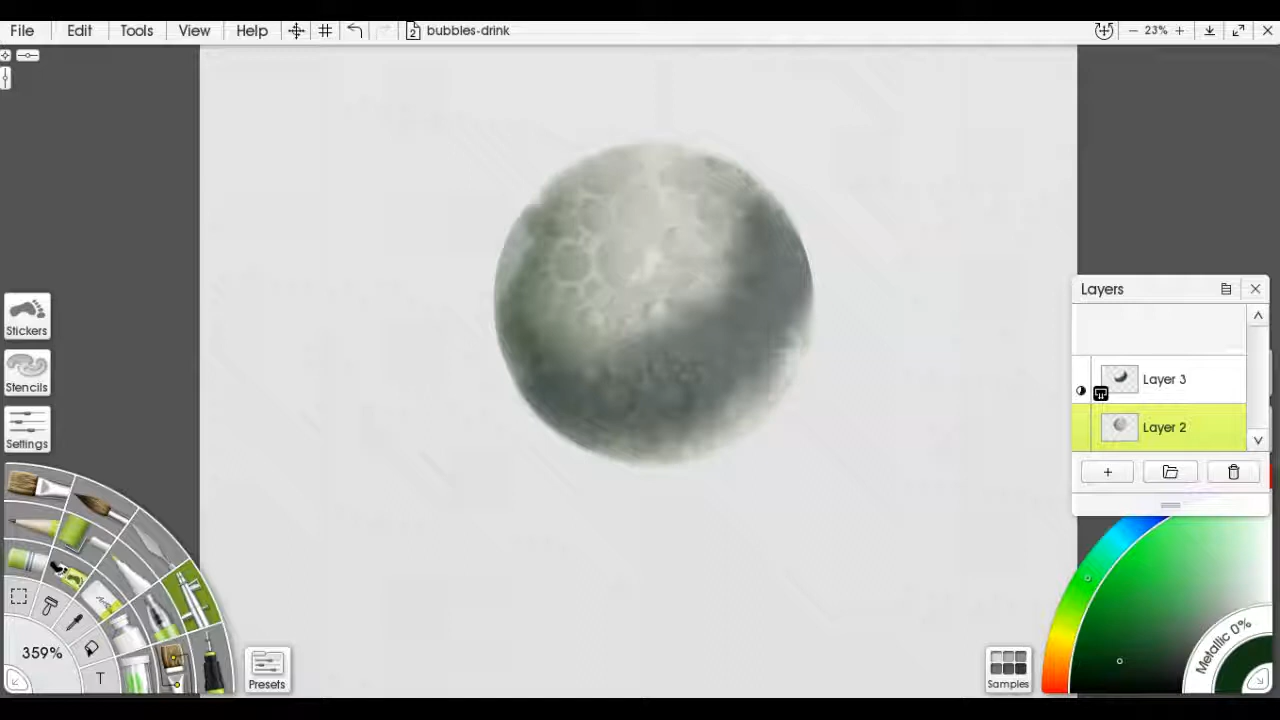 File Edit Tools View Help 2 bubbles-drink 23%
Layers
Stickers
Layer 3
Stencils
Layer 2
Settings
359%
T
Metallic 0%
Presets
Samples